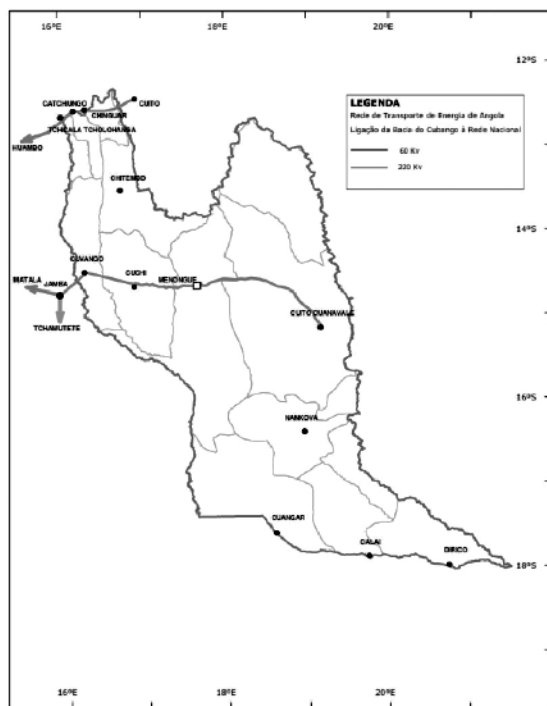 16ºE
18ºE
20ºE
12ºS
CATCHIUNGO
CUITO
CHINGUAR
TCHICALA TCHOLOHANGA
HUAMBO
LEGENDA
Rede de Transporte de Energia de Angola
Ligação da Bacia do Cubango à Rede Nacional
60 Kv
220 Kv
CHITEMBO
14ºS
CUVANGO
MATALA
JAMBA
CUCHI
MENONGUE
TCHAMUTETE
CUITO CUANAVALE
16ºS
NANKOVA
CUANGAR
CALAI
DIRICO
18ºS
16ºE
18ºE
20ºE